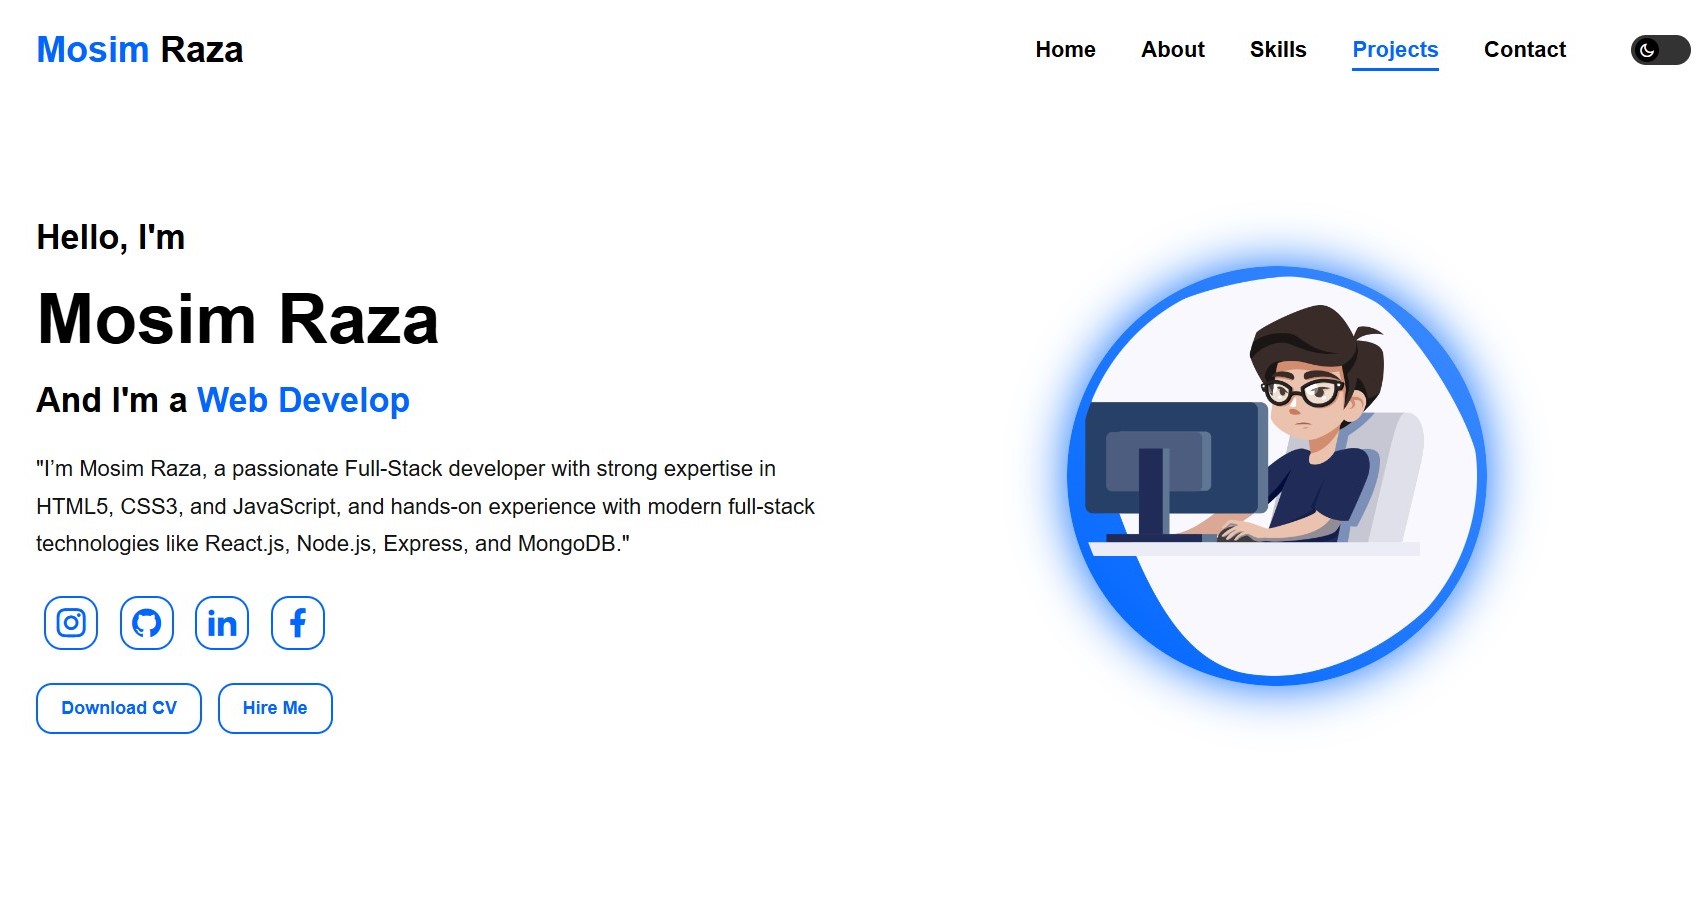 Mosim Raza
Home About Skills Projects Contact
Hello, I'm
Mosim Raza
And I'm a Web Develop
"I’m Mosim Raza, a passionate Full-Stack developer with strong expertise in
HTML5, CSS3, and JavaScript, and hands-on experience with modern full-stack
technologies like React.js, Node.js, Express, and MongoDB."
in
Download CV Hire Me